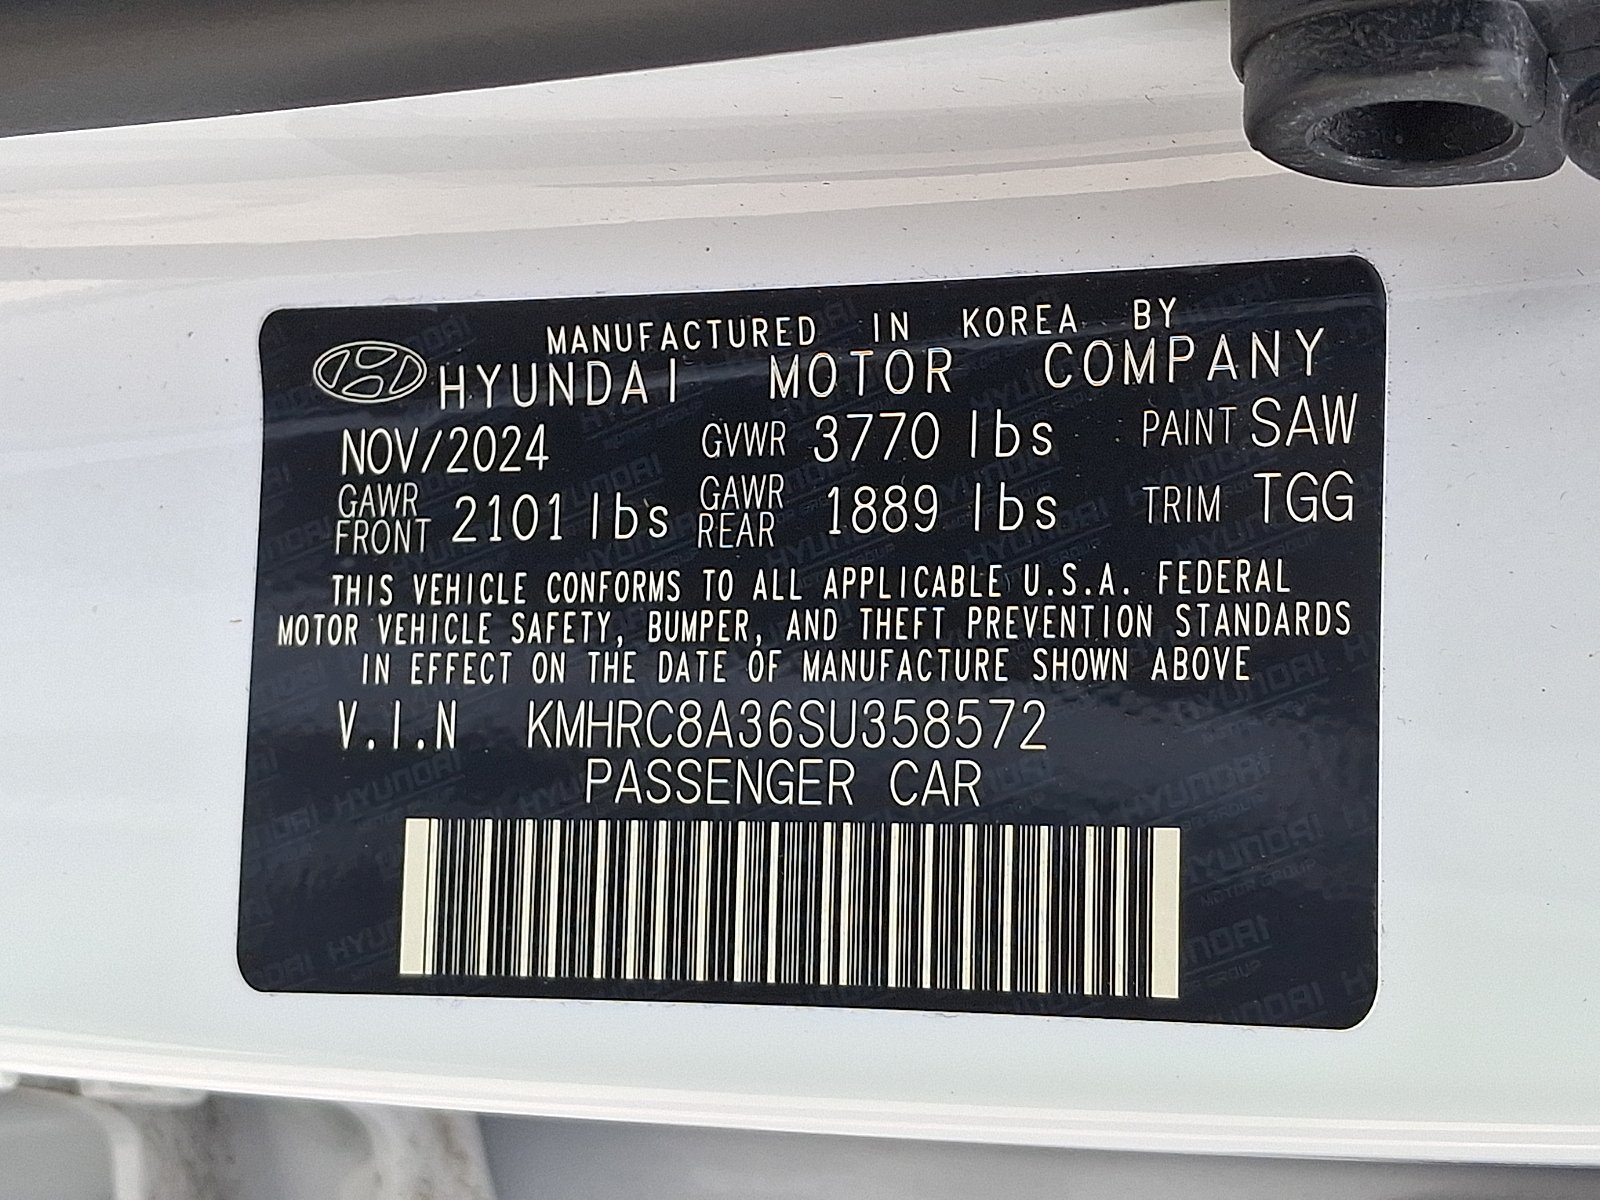 MANUFACTURED IN KOREA BY
HYUNDAI MOTOR COMPANY
NOV/2024 GVWR 3770 lbs PAINT SAW
GAWR FRONT 2101 lbs GAWR REAR 1889 lbs TRIM TGG
THIS VEHICLE CONFORMS TO ALL APPLICABLE U.S.A. FEDERAL
MOTOR VEHICLE SAFETY, BUMPER, AND THEFT PREVENTION STANDARDS
IN EFFECT ON THE DATE OF MANUFACTURE SHOWN ABOVE
V.I.N KMHRC8A36SU358572
PASSENGER CAR